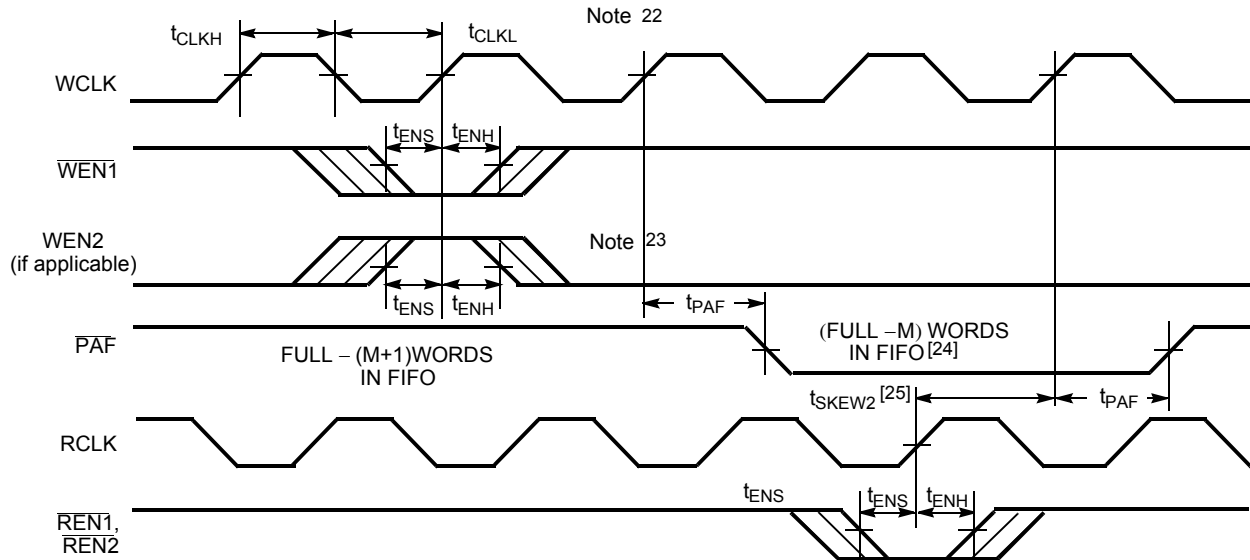 Note 22
tCLKH
tCLKL
WCLK
tENS tENH
WEN1
WEN2
(if applicable)
Note 23
tENS tENH
tPAF
PAF
FULL – (M+1)WORDS
IN FIFO
(FULL –M) WORDS
IN FIFO[24]
tSKEW2 [25]
tPAF
RCLK
tENS
tENS tENH
REN1,
REN2